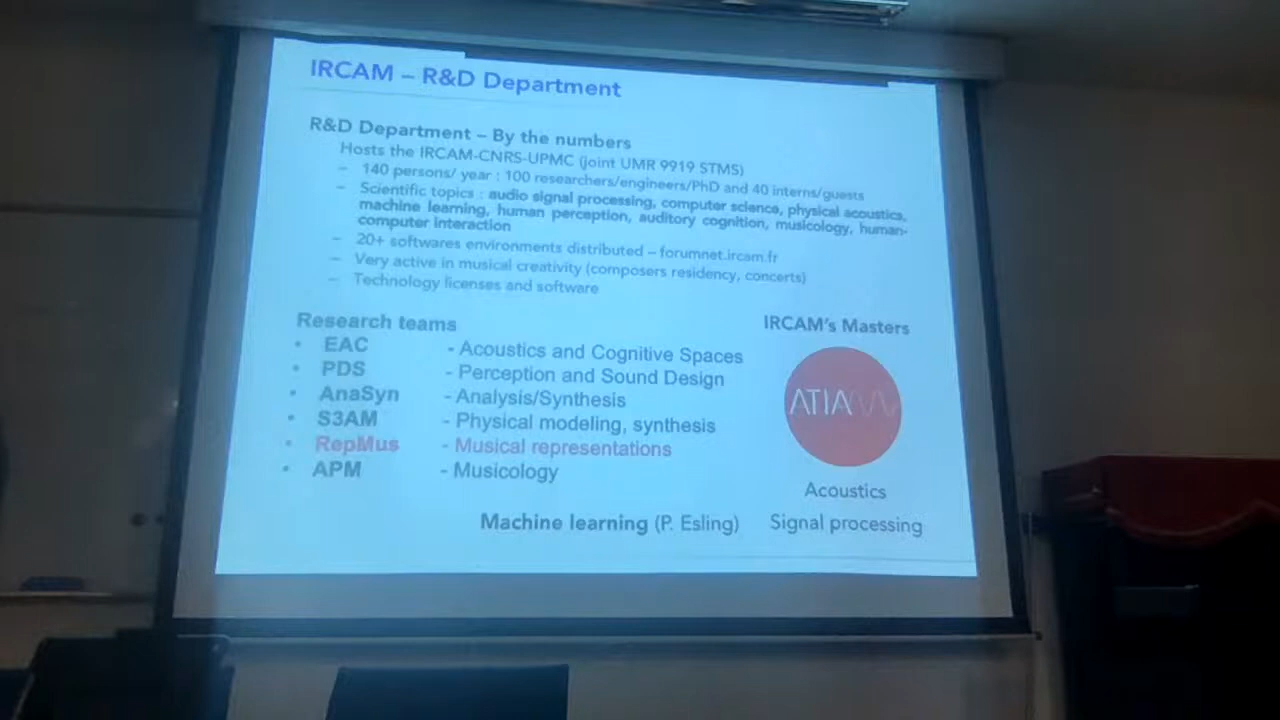 IRCAM – R&D Department
R&D Department – By the numbers
Hosts the IRCAM-CNRS-UPMC (joint UMR 9919 STMS)
– 140 persons/ year : 100 researchers/engineers/PhD and 40 interns/guests
– Scientific topics : audio signal processing, computer science, physical acoustics,
machine learning, human perception, auditory cognition, musicology, human-
computer interaction
– 20+ softwares environments distributed – forumnet.ircam.fr
– Very active in musical creativity (composers residency, concerts)
– Technology licenses and software
Research teams
• EAC - Acoustics and Cognitive Spaces
• PDS - Perception and Sound Design
• AnaSyn - Analysis/Synthesis
• S3AM - Physical modeling, synthesis
• RepMus - Musical representations
• APM - Musicology
Machine learning (P. Esling)
IRCAM's Masters
ATIAM
Acoustics
Signal processing